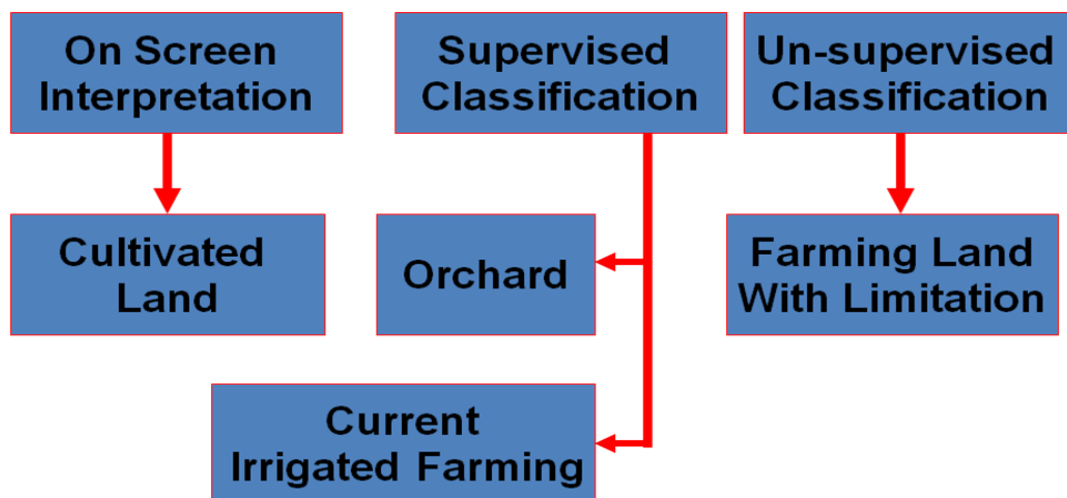 On Screen
Interpretation
Supervised
Classification
Un-supervised
Classification
Cultivated
Land
Orchard
Farming Land
With Limitation
Current
Irrigated Farming